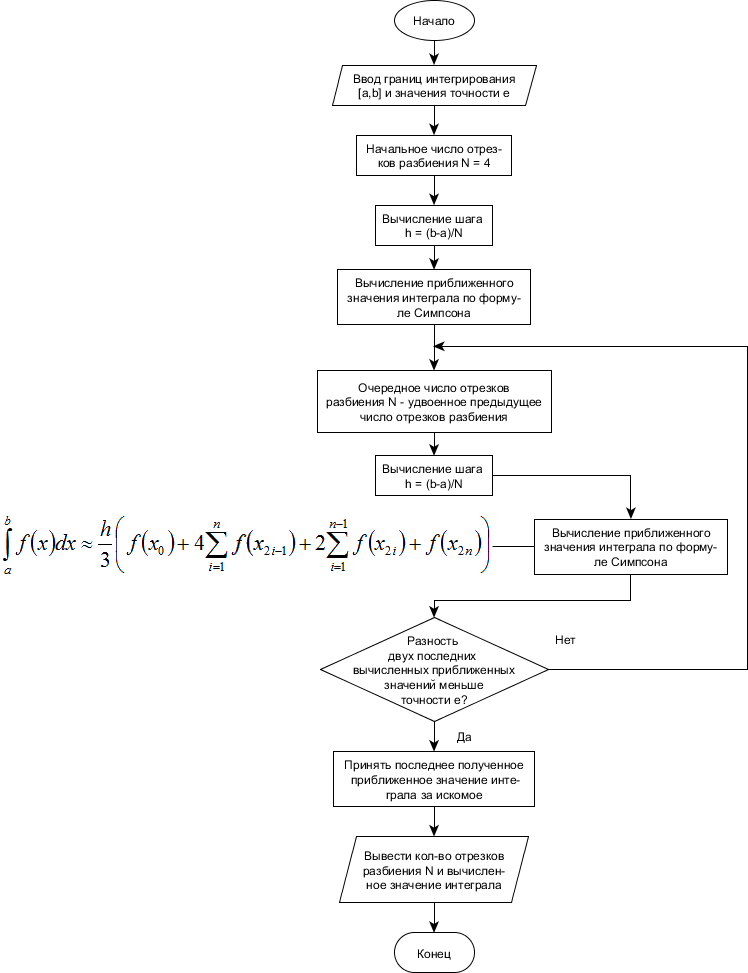 Начало
Ввод границ интегрирования
[a,b] и значения точности e
Начальное число отрез-
ков разбиения N = 4
Вычисление шага
h = (b-a)/N
Вычисление приближенного
значения интеграла по форму-
ле Симпсона
Очередное число отрезков
разбиения N - удвоенное предыдущее
число отрезков разбиения
Вычисление шага
h = (b-a)/N
∫_a^b f(x)dx ≈ h/3 ( f(x_0) + 4∑_{i=1}^{n} f(x_{2i-1}) + 2∑_{i=1}^{n-1} f(x_{2i}) + f(x_{2n}) )
Вычисление приближенного
значения интеграла по форму-
ле Симпсона
Разность
двух последних
вычисленных приближенных
значений меньше
точности e?
Нет
Да
Принять последнее полученное
приближенное значение инте-
грала за искомое
Вывести кол-во отрезков
разбиения N и вычислен-
ное значение интеграла
Конец